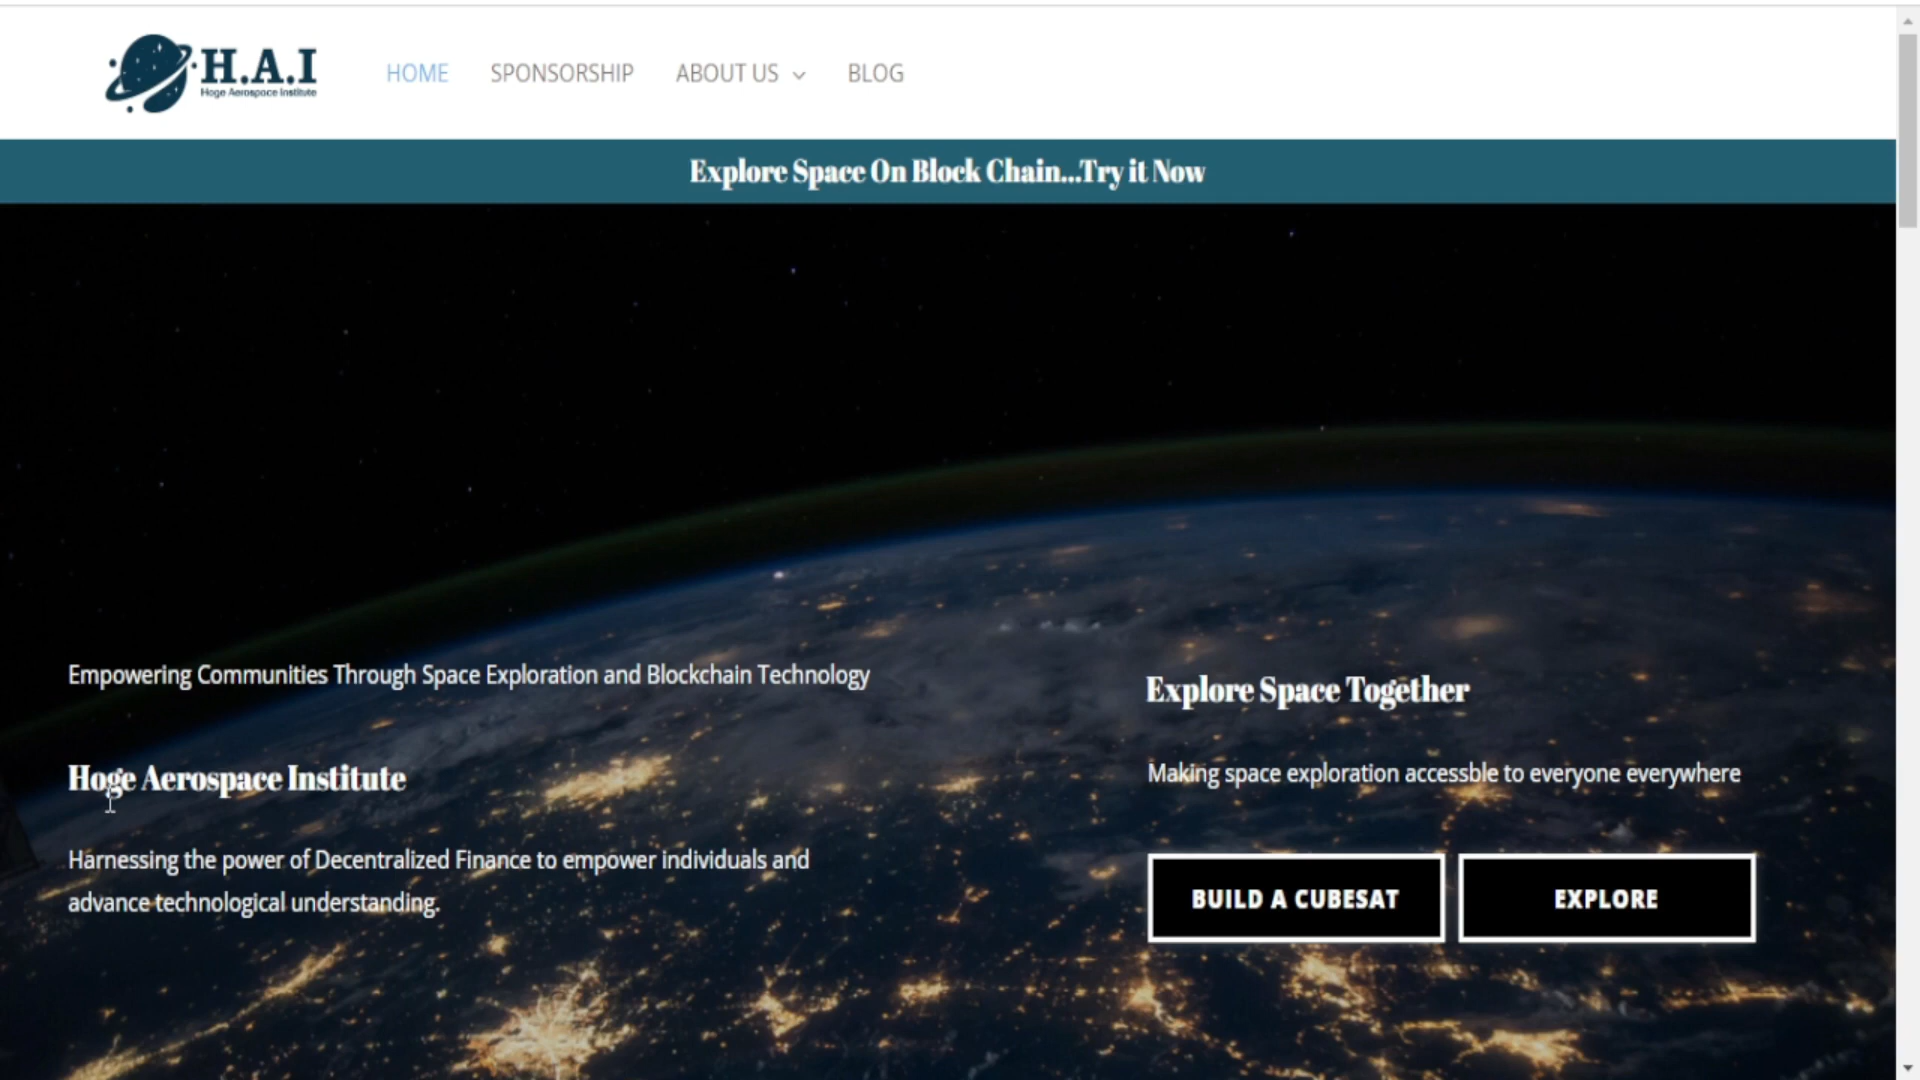 H.A.I
Hoge Aerospace Institute
HOME
SPONSORSHIP
ABOUT US
BLOG
Explore Space On Block Chain...Try it Now
Empowering Communities Through Space Exploration and Blockchain Technology
Hoge Aerospace Institute
Harnessing the power of Decentralized Finance to empower individuals and
advance technological understanding.
Explore Space Together
Making space exploration accessble to everyone everywhere
BUILD A CUBESAT
EXPLORE